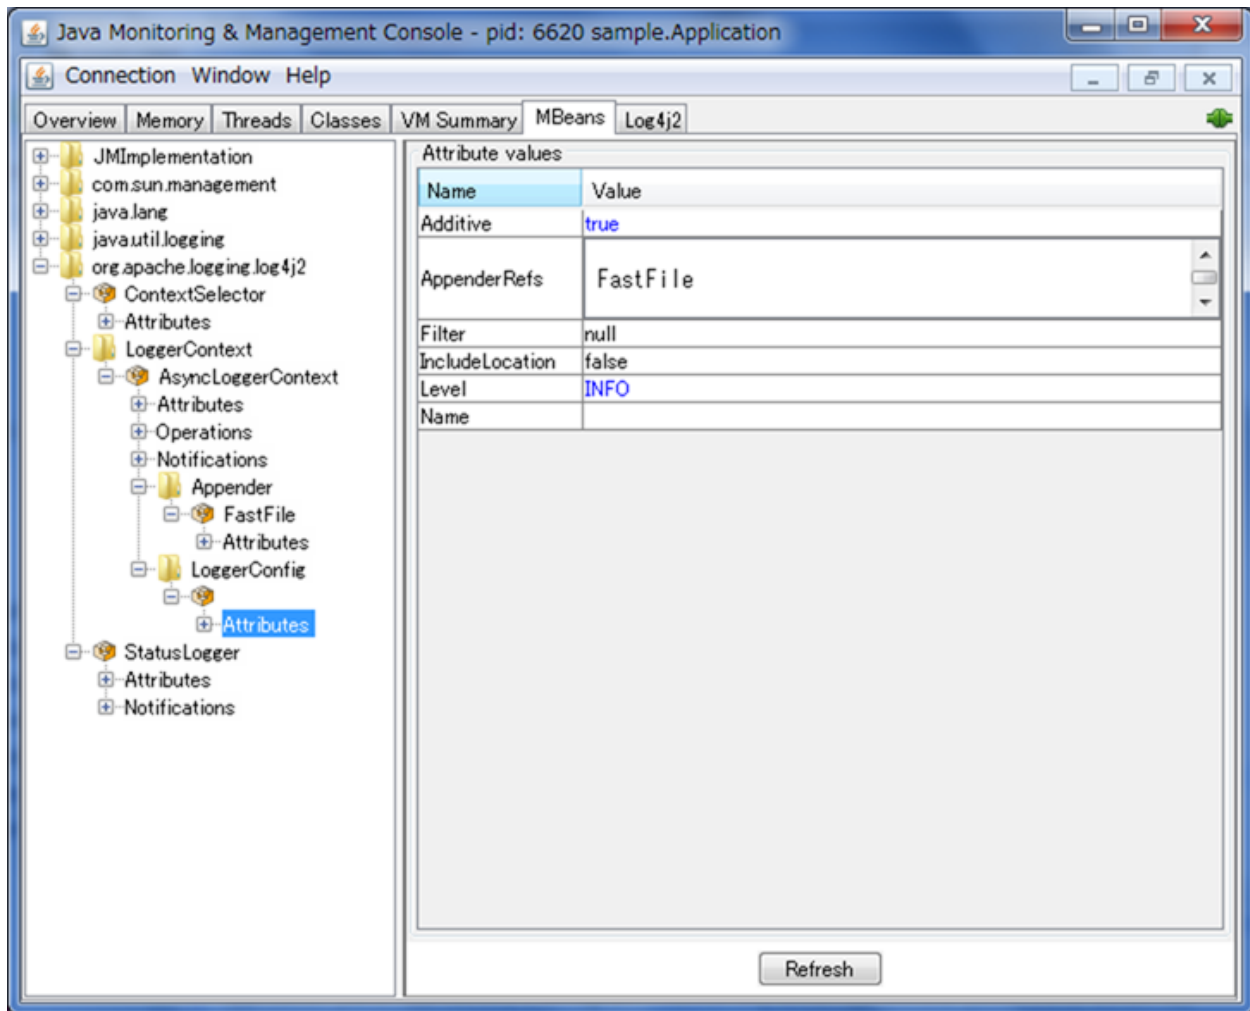 Java Monitoring & Management Console - pid: 6620 sample.Application
Connection Window Help
Overview Memory Threads Classes VM Summary MBeans Log4j2
JMImplementation
com.sun.management
java.lang
java.util.logging
org.apache.logging.log4j2
ContextSelector
Attributes
LoggerContext
AsyncLoggerContext
Attributes
Operations
Notifications
Appender
FastFile
Attributes
LoggerConfig
Attributes
StatusLogger
Attributes
Notifications
Attribute values
Name Value
Additive true
AppenderRefs FastFile
Filter null
IncludeLocation false
Level INFO
Name
Refresh